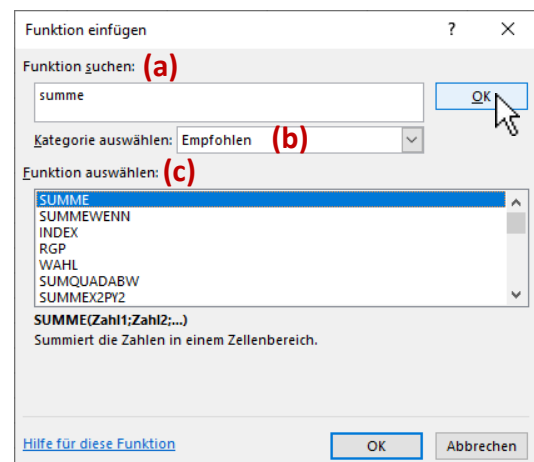 Funktion einfügen ? ×
Funktion suchen: (a)
summe OK
Kategorie auswählen: Empfohlen (b)
Funktion auswählen: (c)
SUMME
SUMMEWENN
INDEX
RGP
WAHL
SUMQUADABW
SUMMEX2PY2
SUMME(Zahl1;Zahl2;...)
Summiert die Zahlen in einem Zellenbereich.
Hilfe für diese Funktion OK Abbrechen